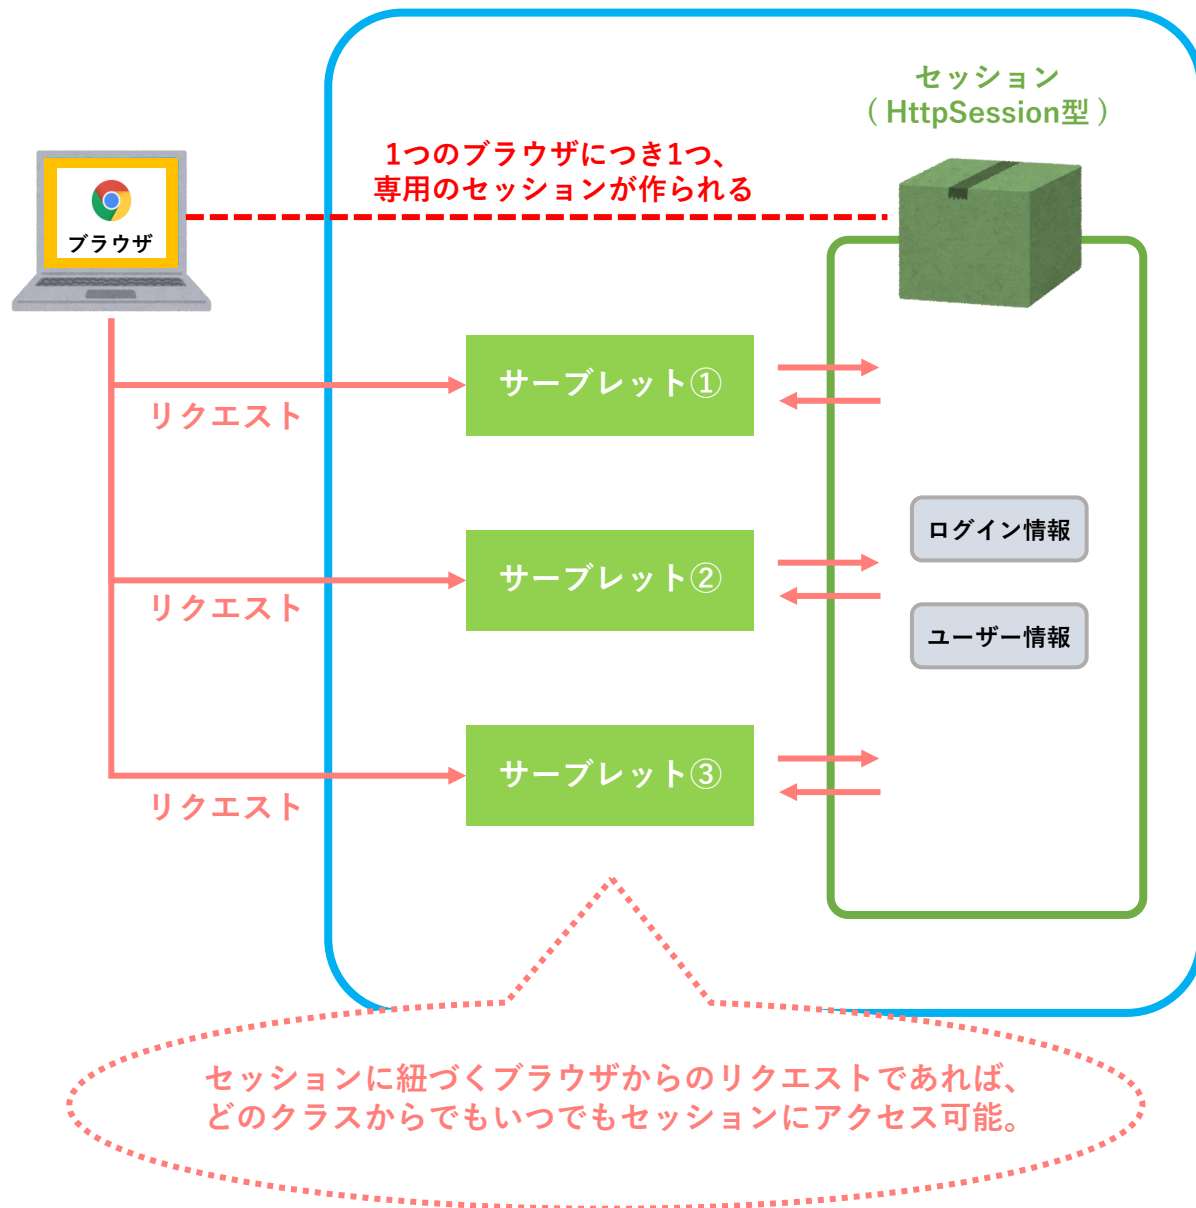 セッション
（HttpSession型）
1つのブラウザにつき1つ、
専用のセッションが作られる
ブラウザ
サーブレット①
リクエスト
ログイン情報
サーブレット②
リクエスト
ユーザー情報
サーブレット③
リクエスト
セッションに紐づくブラウザからのリクエストであれば、
どのクラスからでもいつでもセッションにアクセス可能。